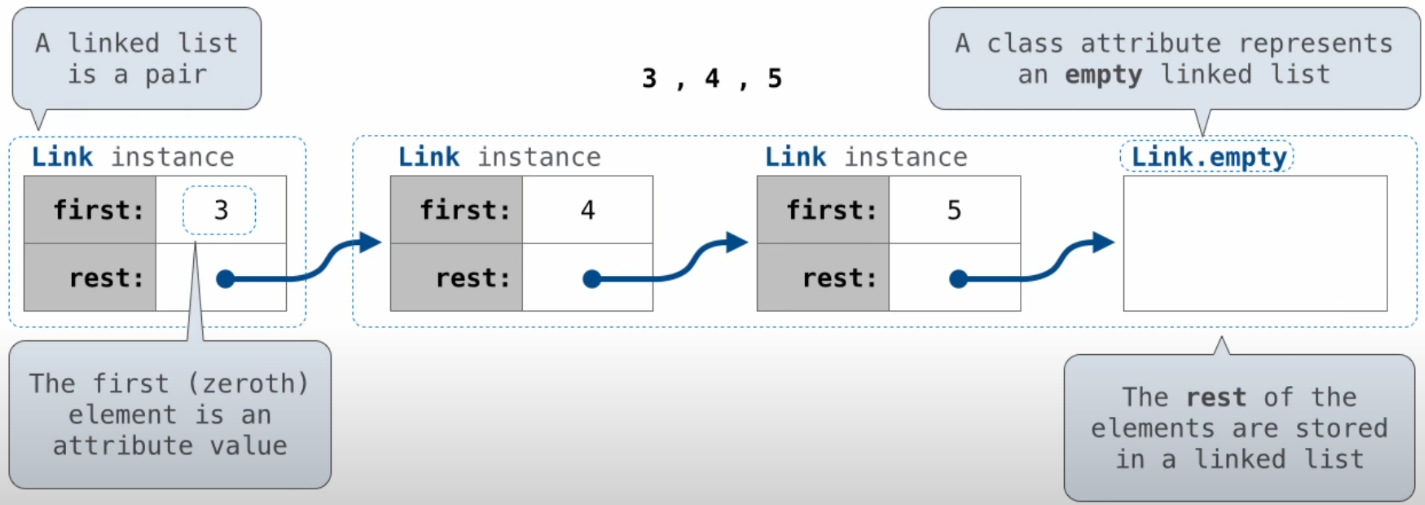 A linked list
is a pair
3 , 4 , 5
A class attribute represents
an empty linked list
Link instance
first: 3
rest:
Link instance
first: 4
rest:
Link instance
first: 5
rest:
Link.empty
The first (zeroth)
element is an
attribute value
The rest of the
elements are stored
in a linked list